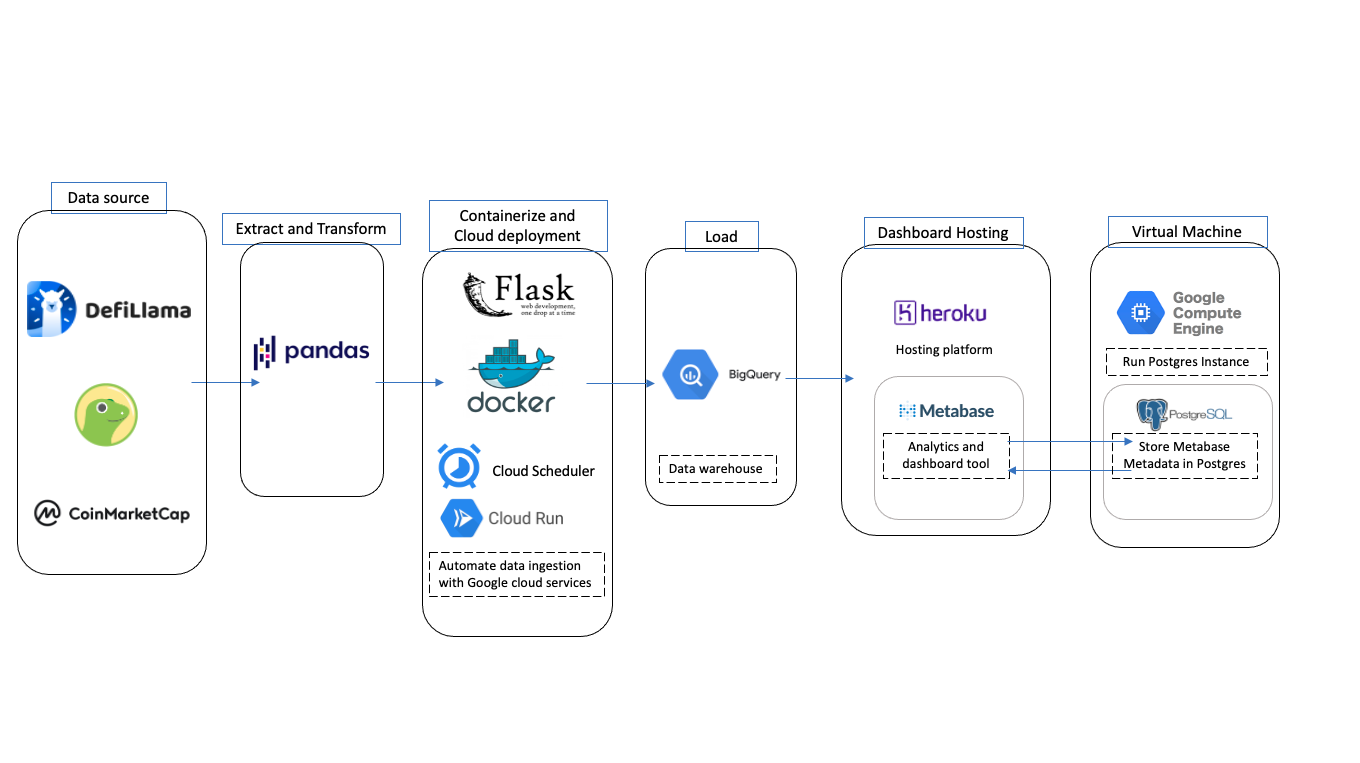 Data source
DefiLlama
CoinMarketCap
Extract and Transform
pandas
Containerize and
Cloud deployment
Flask
web development,
one drop at a time
docker
Cloud Scheduler
Cloud Run
Automate data ingestion
with Google cloud services
Load
BigQuery
Data warehouse
Dashboard Hosting
heroku
Hosting platform
Metabase
Analytics and
dashboard tool
Virtual Machine
Google
Compute
Engine
Run Postgres Instance
PostgreSQL
Store Metabase
Metadata in Postgres